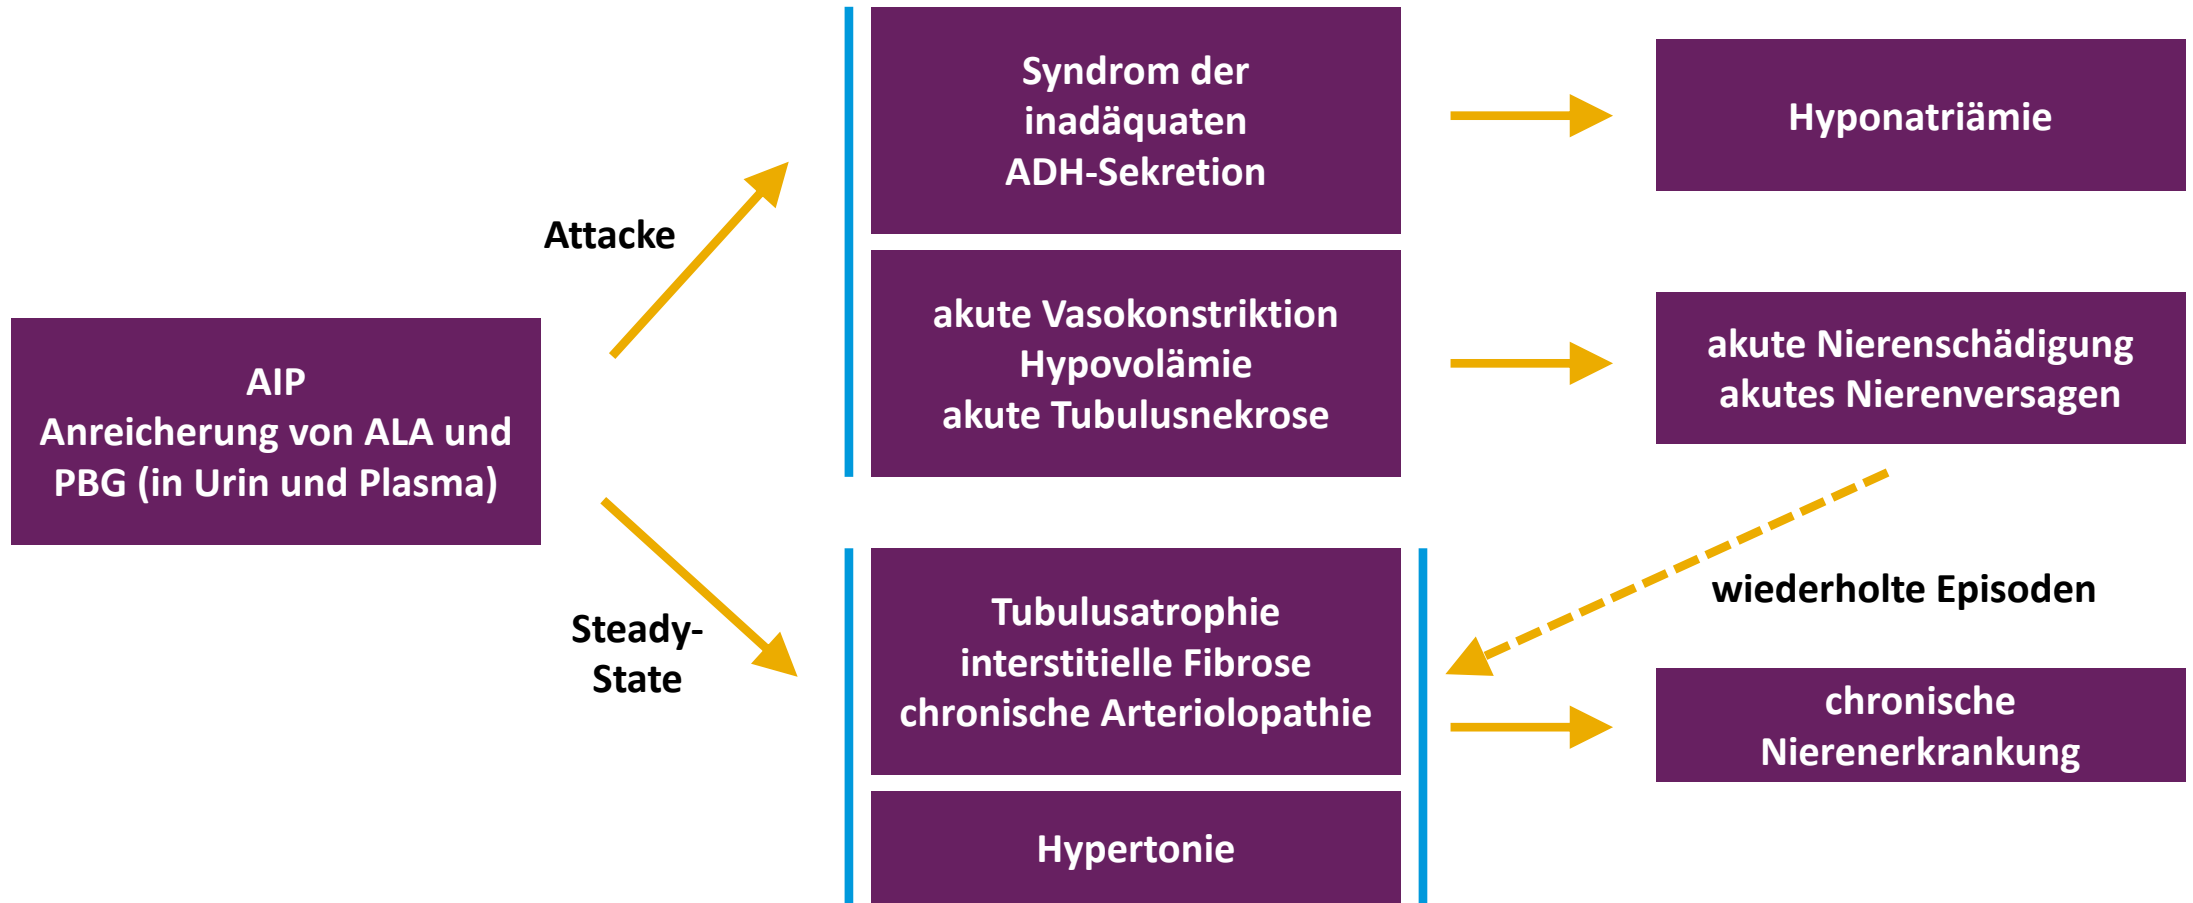 AIP
Anreicherung von ALA und
PBG (in Urin und Plasma)
Attacke
Steady-
State
Syndrom der
inadäquaten
ADH-Sekretion
Hyponatriämie
akute Vasokonstriktion
Hypovolämie
akute Tubulusnekrose
akute Nierenschädigung
akutes Nierenversagen
wiederholte Episoden
Tubulusatrophie
interstitielle Fibrose
chronische Arteriolopathie
Hypertonie
chronische
Nierenerkrankung